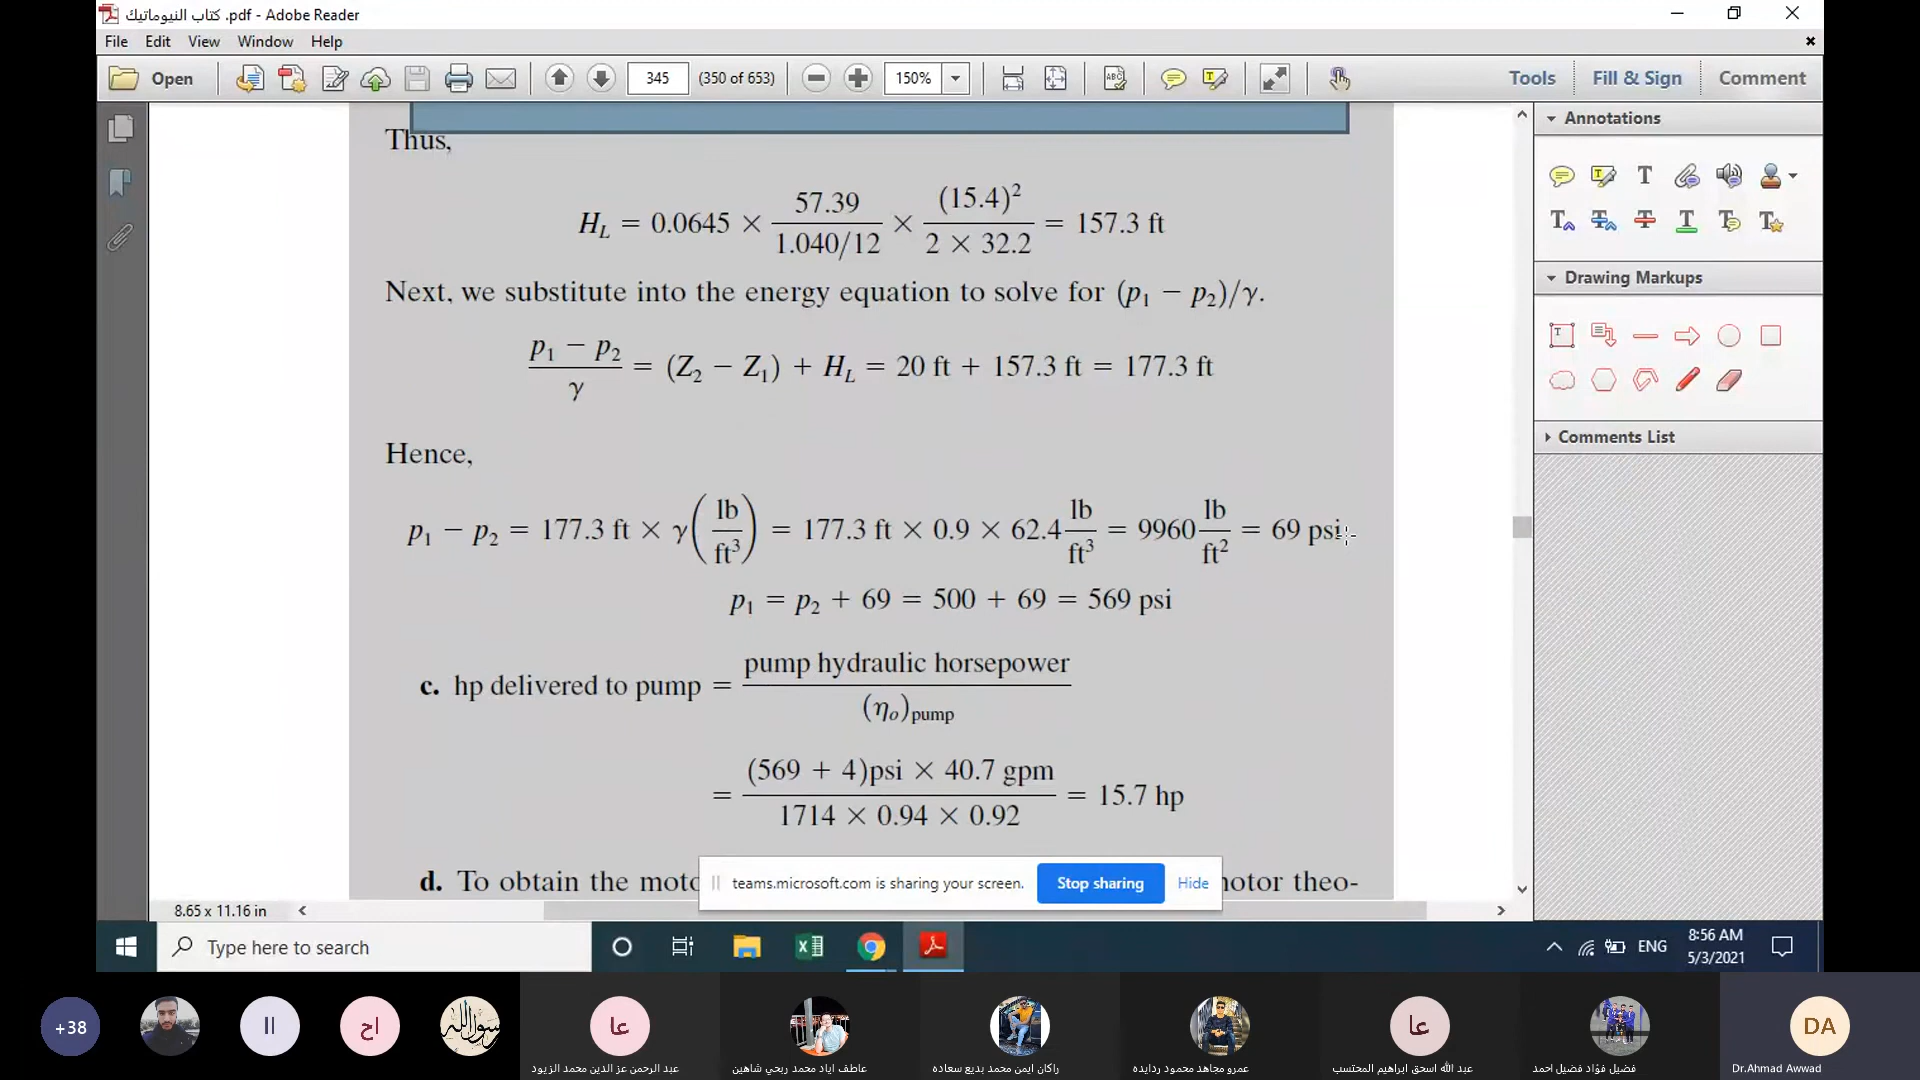 كتاب النيوماتيك .pdf - Adobe Reader
File Edit View Window Help
Open 345 (350 of 653) 150% Tools Fill & Sign Comment
Thus,
H_L = 0.0645 × 57.39 / 1.040/12 × (15.4)² / 2 × 32.2 = 157.3 ft
Next, we substitute into the energy equation to solve for (p₁ − p₂)/γ.
p₁ − p₂ / γ = (Z₂ − Z₁) + H_L = 20 ft + 157.3 ft = 177.3 ft
Hence,
p₁ − p₂ = 177.3 ft × γ(lb/ft³) = 177.3 ft × 0.9 × 62.4 lb/ft³ = 9960 lb/ft² = 69 psi
p₁ = p₂ + 69 = 500 + 69 = 569 psi
c. hp delivered to pump = pump hydraulic horsepower / (η₀)pump
= (569 + 4)psi × 40.7 gpm / 1714 × 0.94 × 0.92 = 15.7 hp
d. To obtain the moto
otor theo-
Annotations
Drawing Markups
Comments List
teams.microsoft.com is sharing your screen. Stop sharing Hide
8.65 x 11.16 in
Type here to search
ENG
8:56 AM
5/3/2021
+38
اا
اح
عا
عا
DA
عبد الرحمن عز الدين محمد الزيود
عاطف اياد محمد ربحي شاهين
راكان ايمن محمد بديع سعاده
عمرو مجاهد محمود ردايده
عبد الله اسحق ابراهيم المحتسب
فضيل فؤاد فضيل احمد
Dr.Ahmad Awwad